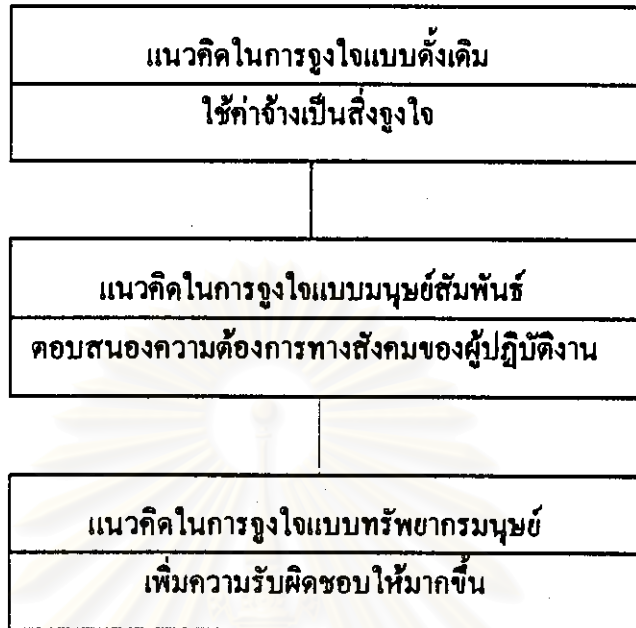 แนวคิดในการจูงใจแบบดั้งเดิม
ใช้ค่าจ้างเป็นสิ่งจูงใจ
แนวคิดในการจูงใจแบบมนุษย์สัมพันธ์
ตอบสนองความต้องการทางสังคมของผู้ปฏิบัติงาน
แนวคิดในการจูงใจแบบทรัพยากรมนุษย์
เพิ่มความรับผิดชอบให้มากขึ้น